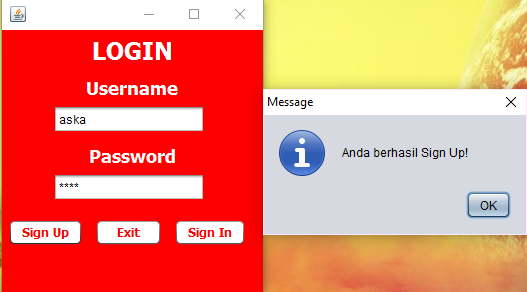 LOGIN
Username
aska
Password
****
Sign Up
Exit
Sign In
Message
Anda berhasil Sign Up!
OK